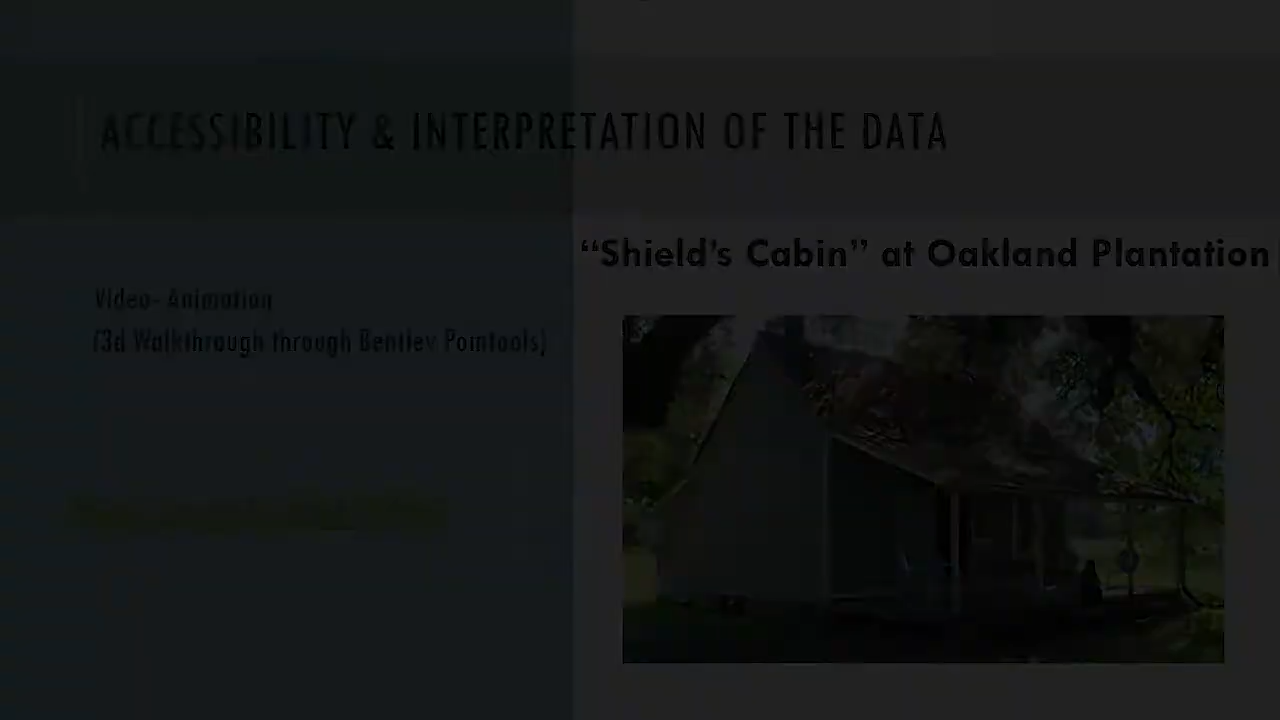 ACCESSIBILITY & INTERPRETATION OF THE DATA
“Shield’s Cabin” at Oakland Plantation
Video- Animation
(3d Walkthrough through Bentley Pointools)